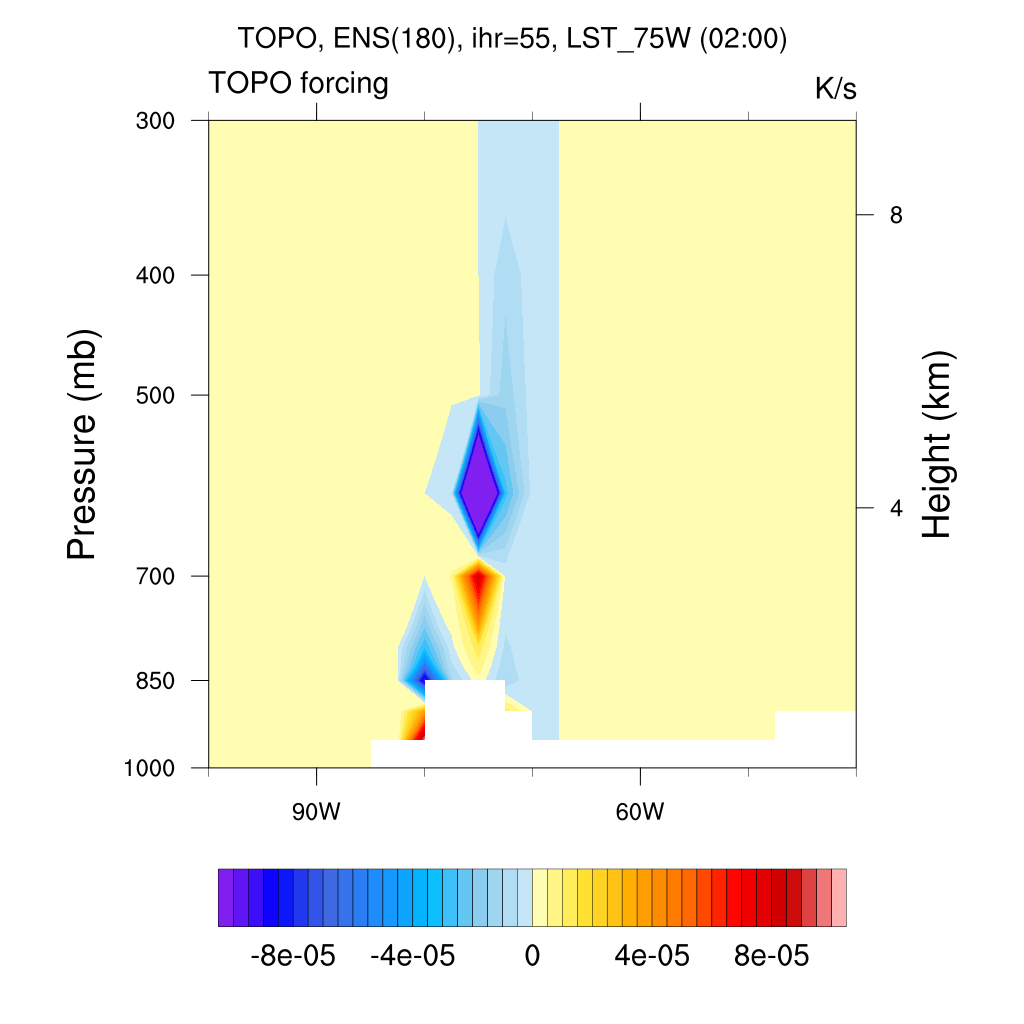 TOPO, ENS(180), ihr=55, LST_75W (02:00)
TOPO forcing
K/s
300
400
500
700
850
1000
Pressure (mb)
8
4
Height (km)
90W
60W
-8e-05
-4e-05
0
4e-05
8e-05